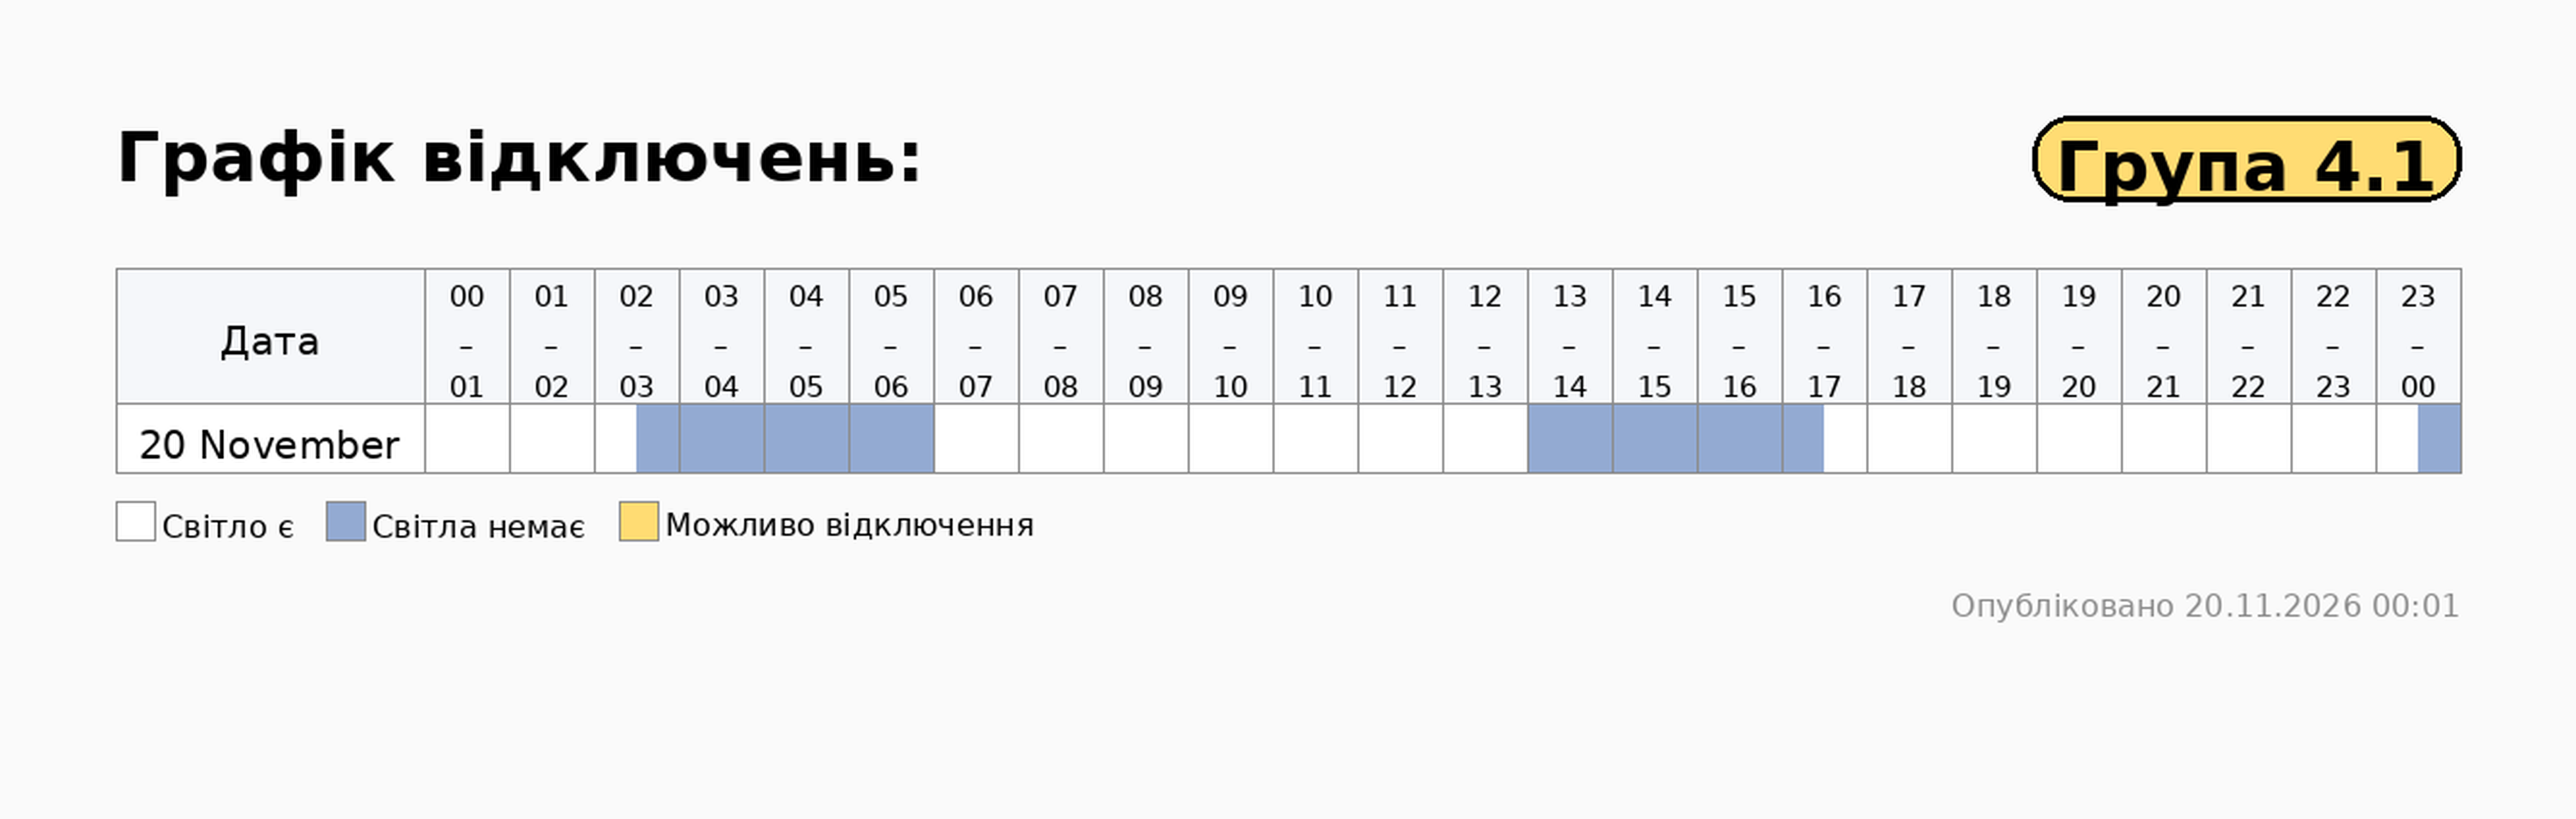 Графік відключень:
Група 4.1
Дата
00 – 01
01 – 02
02 – 03
03 – 04
04 – 05
05 – 06
06 – 07
07 – 08
08 – 09
09 – 10
10 – 11
11 – 12
12 – 13
13 – 14
14 – 15
15 – 16
16 – 17
17 – 18
18 – 19
19 – 20
20 – 21
21 – 22
22 – 23
23 – 00
20 November
Світло є
Світла немає
Можливо відключення
Опубліковано 20.11.2026 00:01